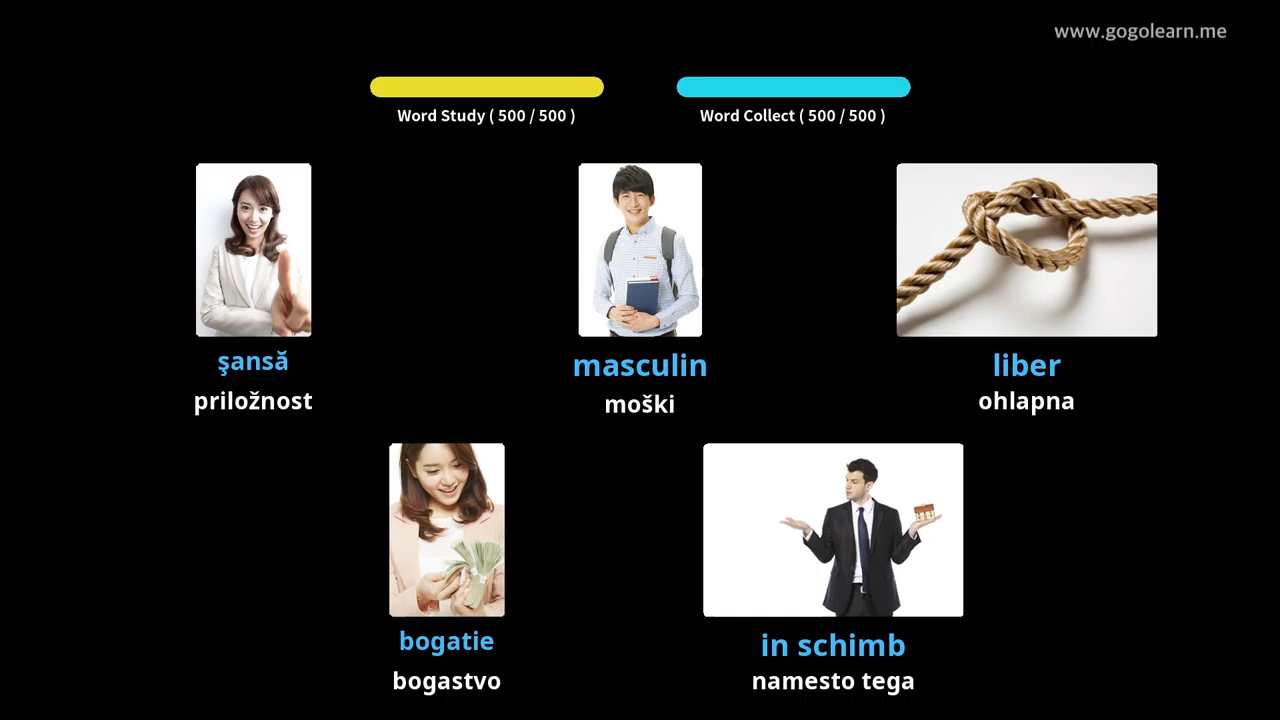 www.gogolearn.me
Word Study ( 500 / 500 )
Word Collect ( 500 / 500 )
şansă
priložnost
masculin
moški
liber
ohlapna
bogatie
bogastvo
in schimb
namesto tega